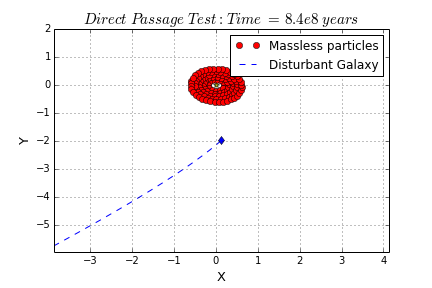 Direct Passage Test: Time = 8.4e8 years
Massless particles
Disturbant Galaxy
2
1
0
−1
−2
−3
−4
−5
Y
−3 −2 −1 0 1 2 3 4
X